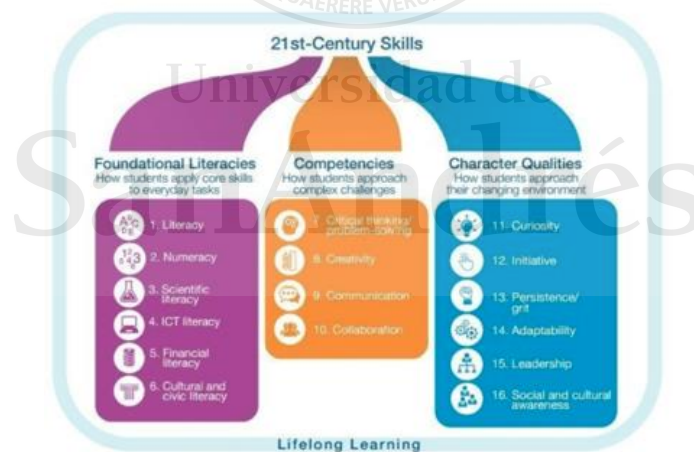 QUAERERE VERUM
21st-Century Skills
Universidad de
SanAndrés
Foundational Literacies
How students apply core skills
to everyday tasks
1. Literacy
2. Numeracy
3. Scientific
literacy
4. ICT literacy
5. Financial
literacy
6. Cultural and
civic literacy
Competencies
How students approach
complex challenges
7. Critical thinking/
problem-solving
8. Creativity
9. Communication
10. Collaboration
Character Qualities
How students approach
their changing environment
11. Curiosity
12. Initiative
13. Persistence/
grit
14. Adaptability
15. Leadership
16. Social and cultural
awareness
Lifelong Learning